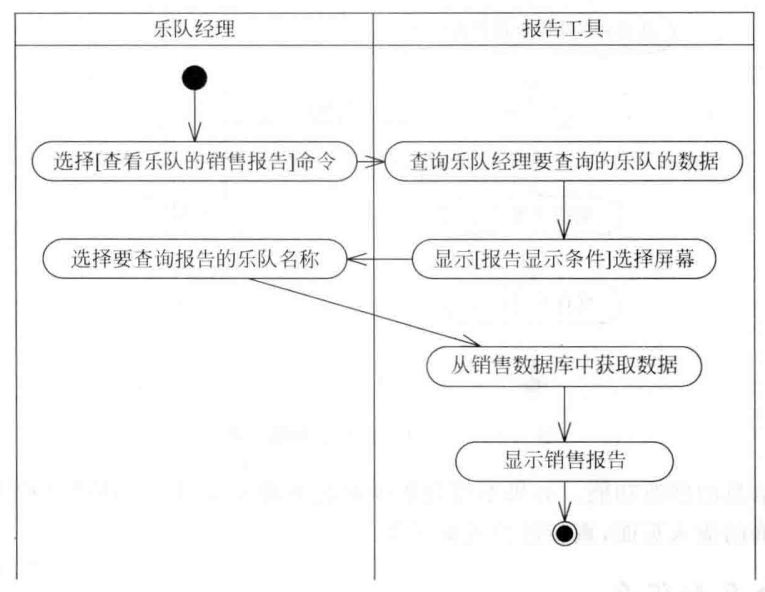 乐队经理
报告工具
选择[查看乐队的销售报告]命令
查询乐队经理要查询的乐队的数据
选择要查询报告的乐队名称
显示[报告显示条件]选择屏幕
从销售数据库中获取数据
显示销售报告